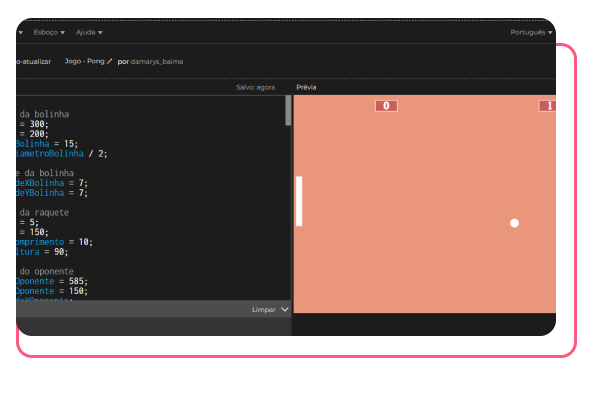 Esboço Ajuda Português
o-atualizar Jogo - Pong por damarys_baima
Salvo: agora Prévia
0 1
da bolinha
= 300;
= 200;
Bolinha = 15;
iametroBolinha / 2;
e da bolinha
deXBolinha = 7;
deYBolinha = 7;
da raquete
= 5;
= 150;
omprimento = 10;
ltura = 90;
do oponente
Oponente = 585;
Oponente = 150;
deYOponente;
Limpar